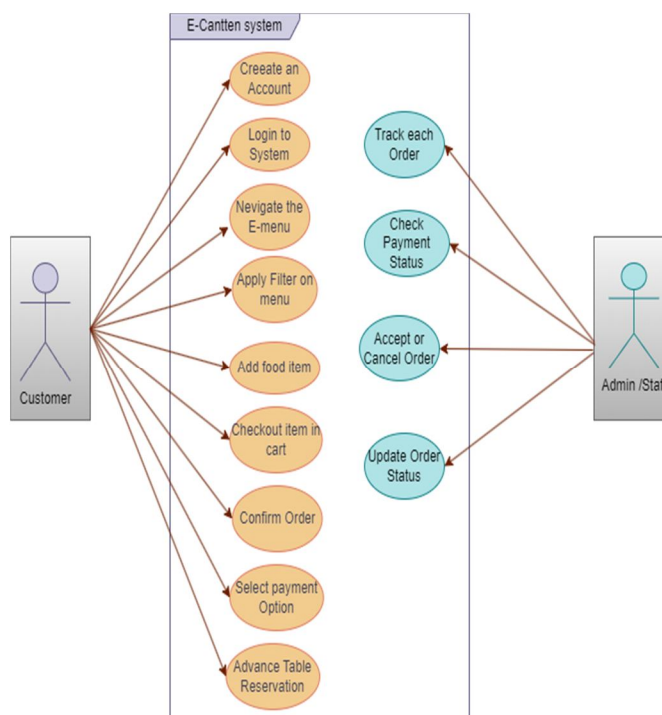 E-Cantten system
Creeate an
Account
Login to
System
Nevigate the
E-menu
Apply Filter on
menu
Add food item
Checkout item in
cart
Confirm Order
Select payment
Option
Advance Table
Reservation
Track each
Order
Check
Payment
Status
Accept or
Cancel Order
Update Order
Status
Customer
Admin /Staf